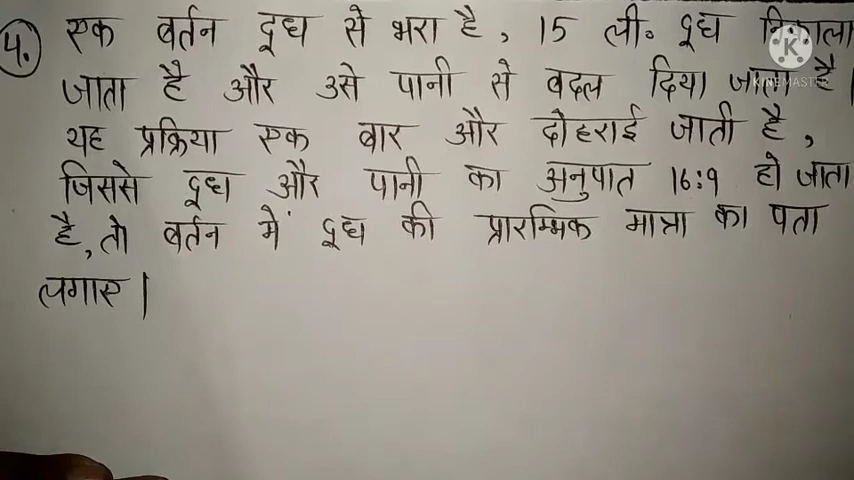 4. एक बर्तन दूध से भरा है, 15 ली० दूध निकाला
जाता है और उसे पानी से बदल दिया जाता है।
यह प्रक्रिया एक बार और दोहराई जाती है,
जिससे दूध और पानी का अनुपात 16:9 हो जाता
है, तो बर्तन में दूध की प्रारम्भिक मात्रा का पता
लगाए।
KINEMASTER